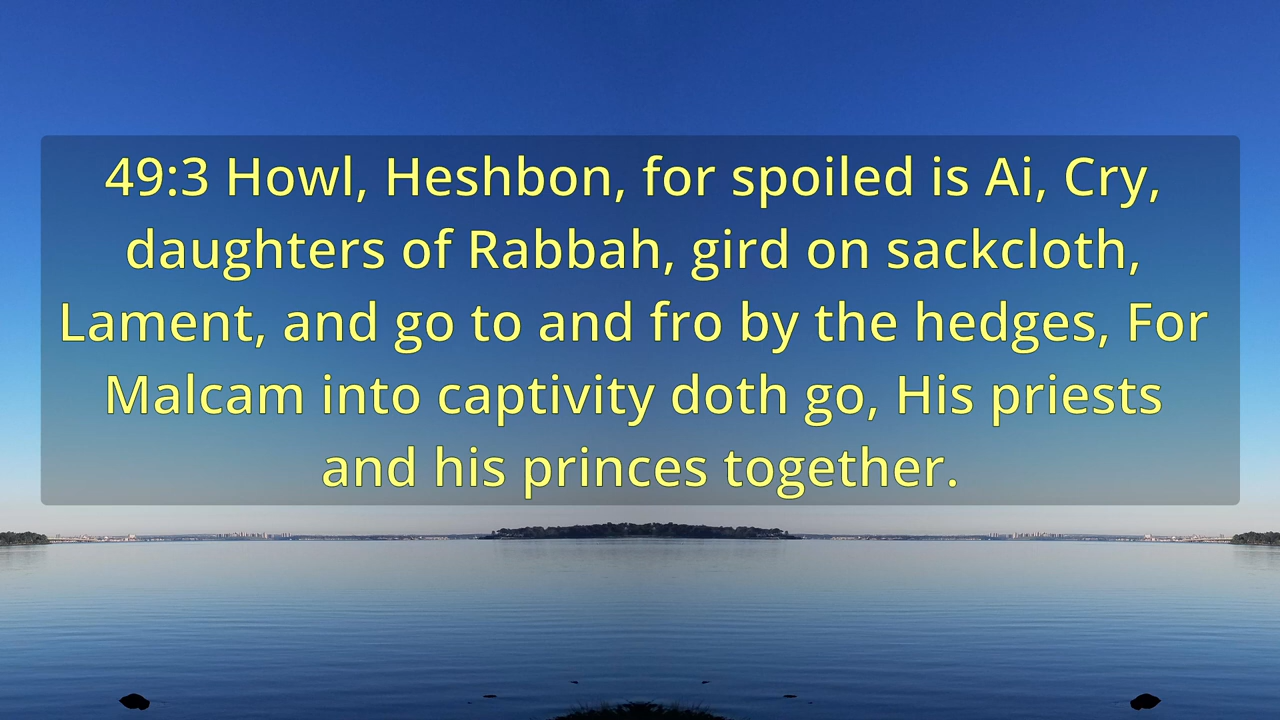 49:3 Howl, Heshbon, for spoiled is Ai, Cry,
daughters of Rabbah, gird on sackcloth,
Lament, and go to and fro by the hedges, For
Malcam into captivity doth go, His priests
and his princes together.